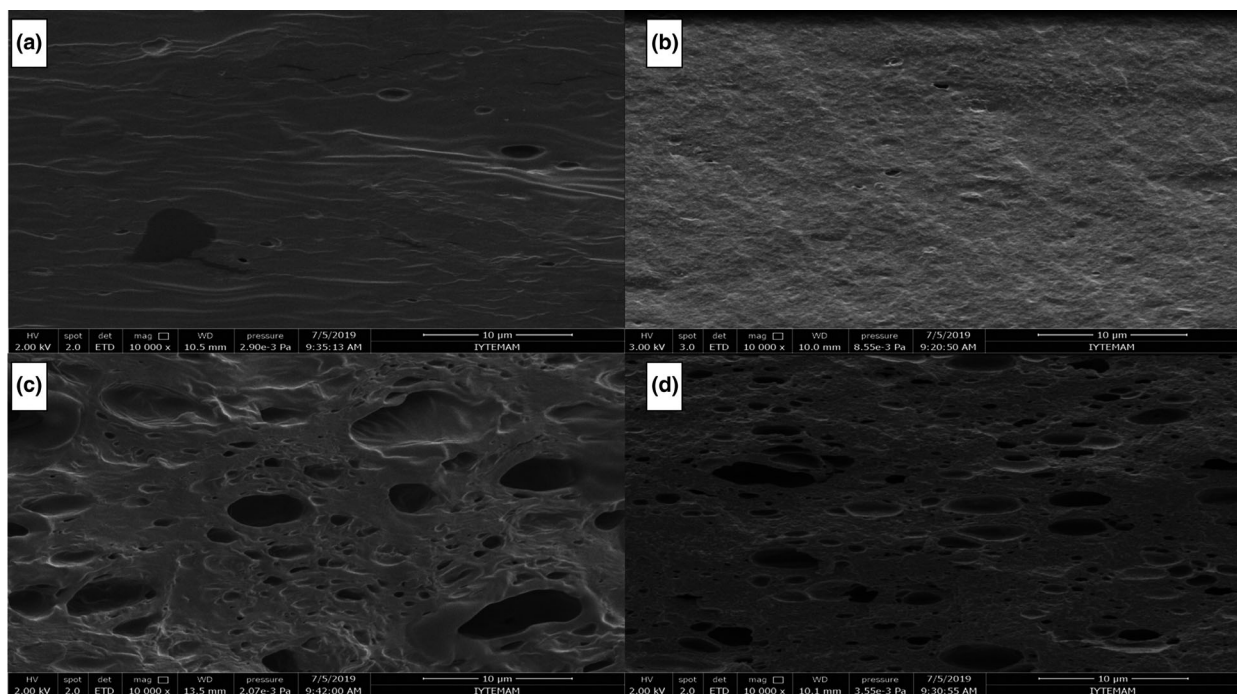 (a)
(b)
HV spot det mag WD pressure 7/5/2019 10 µm
2.00 kV 2.0 ETD 10 000 x 10.5 mm 2.90e-3 Pa 9:35:13 AM IYTEMAM
HV spot det mag WD pressure 7/5/2019 10 µm
3.00 kV 3.0 ETD 10 000 x 10.0 mm 8.55e-3 Pa 9:20:50 AM IYTEMAM
(c)
(d)
HV spot det mag WD pressure 7/5/2019 10 µm
2.00 kV 2.0 ETD 10 000 x 13.5 mm 2.07e-3 Pa 9:42:00 AM IYTEMAM
HV spot det mag WD pressure 7/5/2019 10 µm
2.00 kV 2.0 ETD 10 000 x 10.1 mm 3.55e-3 Pa 9:30:55 AM IYTEMAM